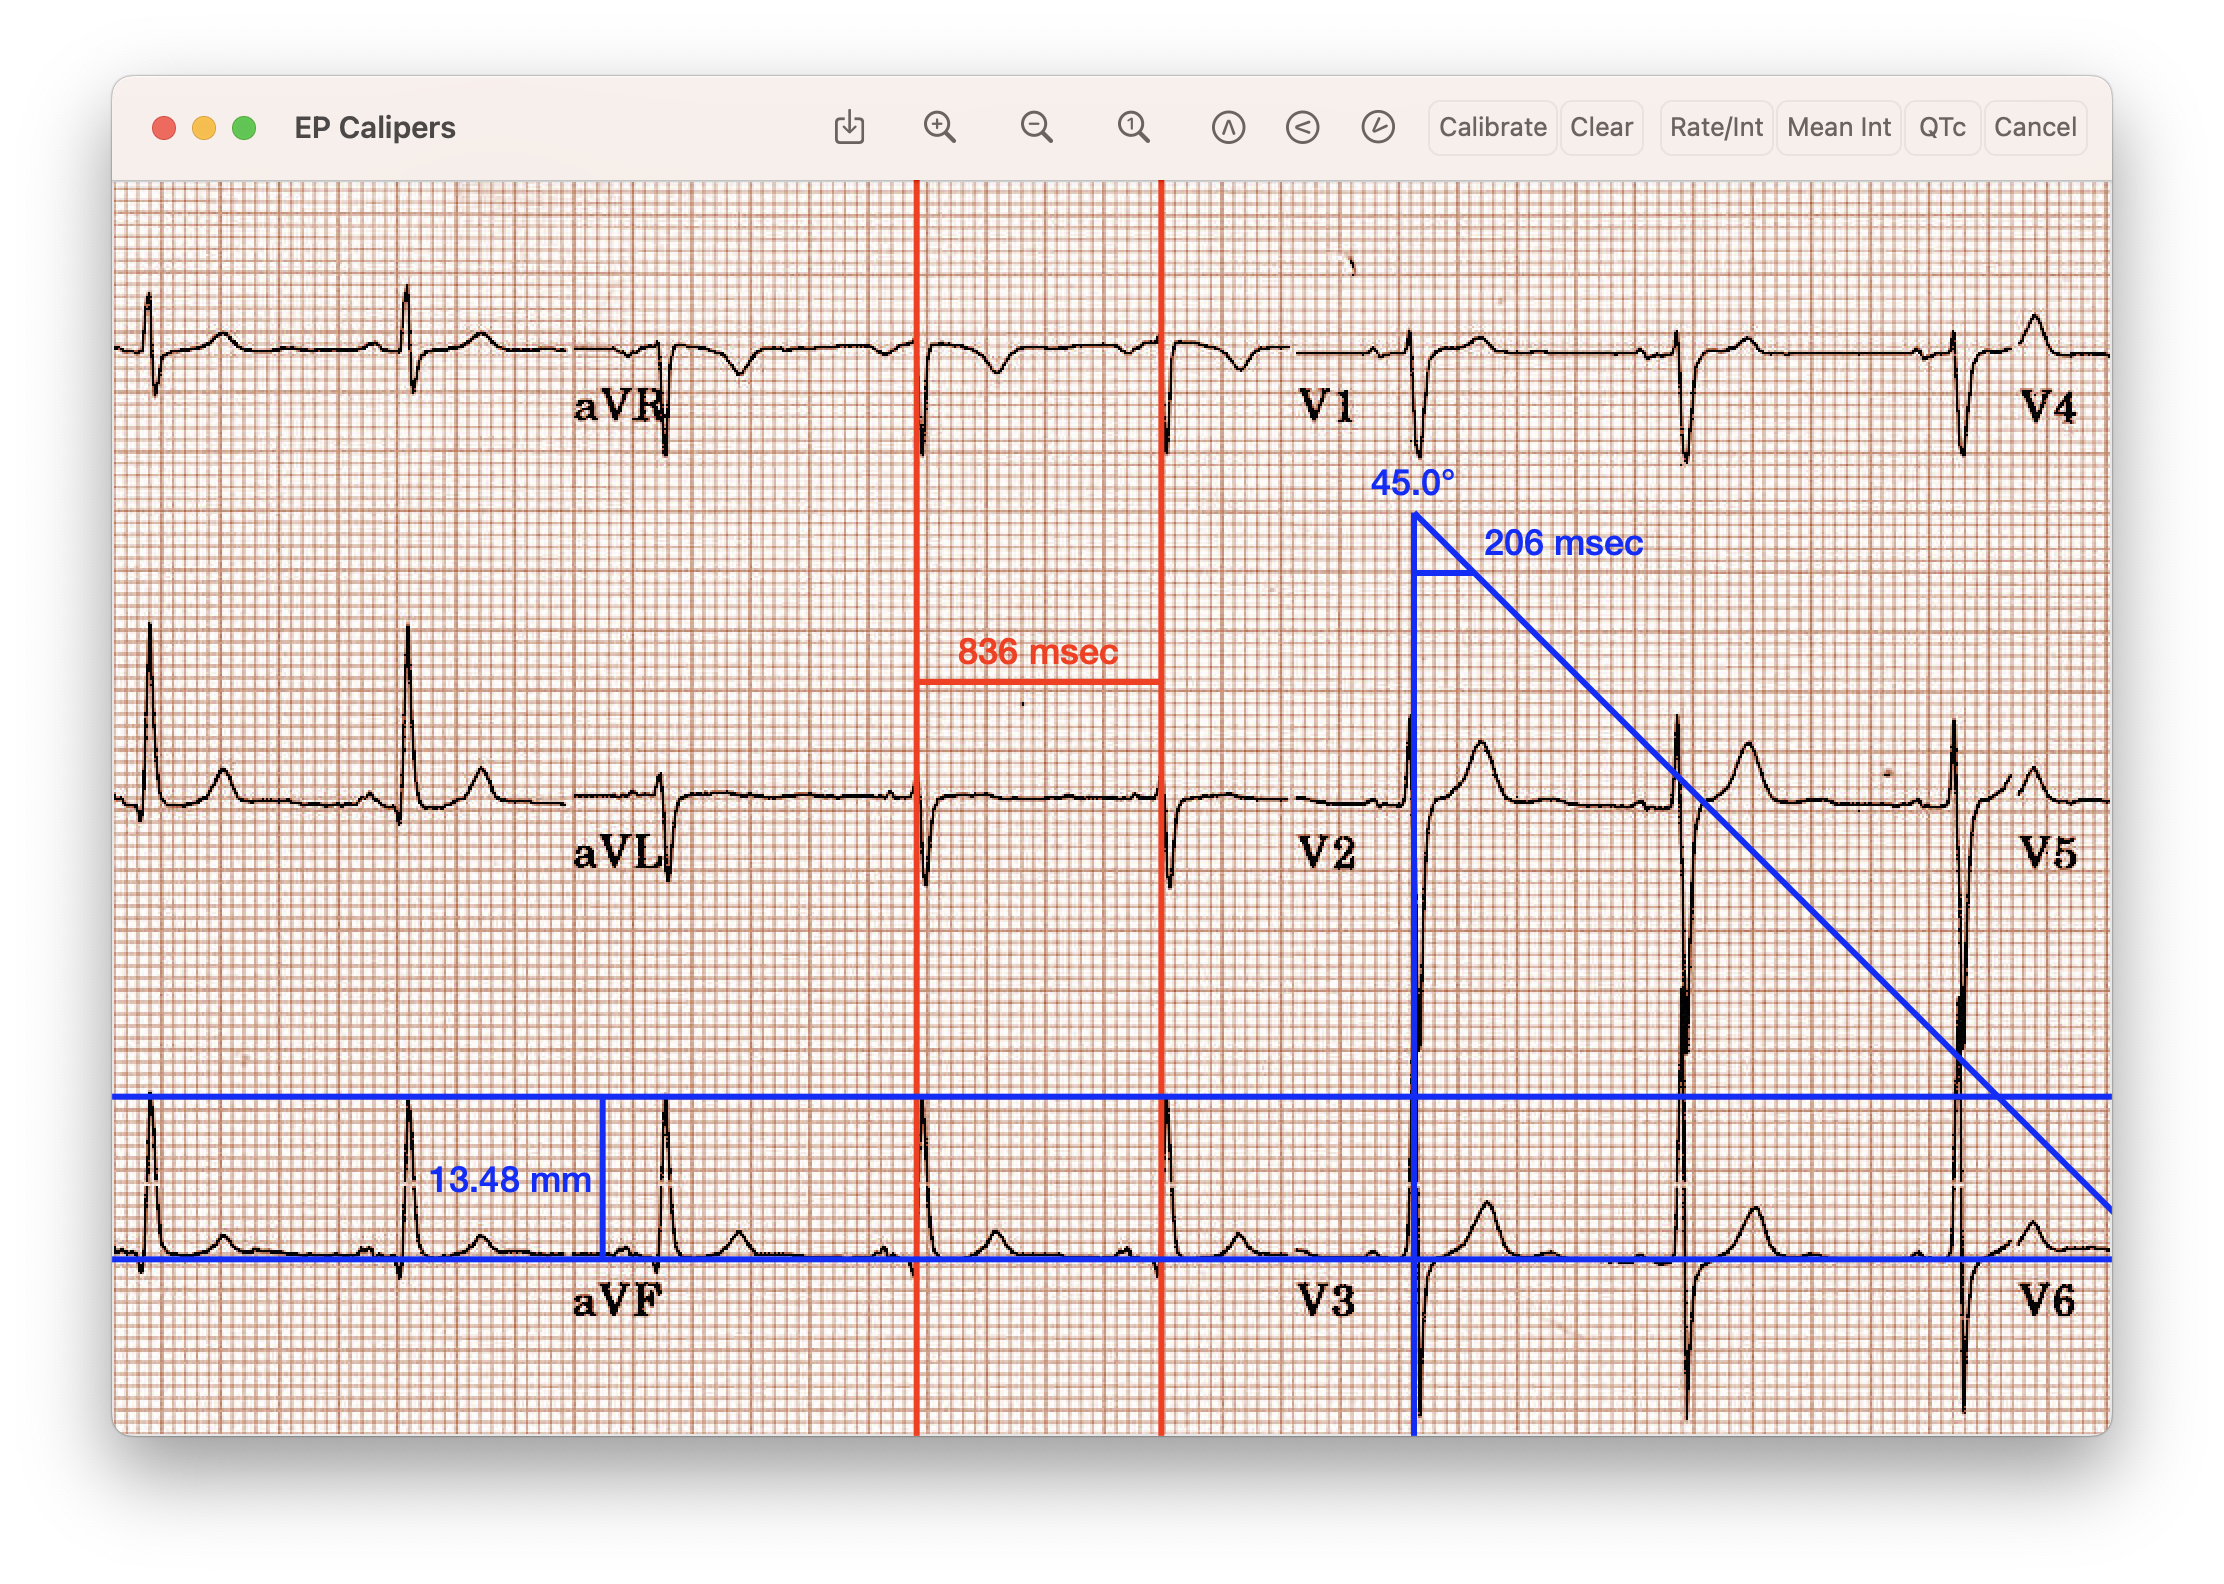 EP Calipers
1
Calibrate
Clear
Rate/Int
Mean Int
QTc
Cancel
aVR
V1
V4
45.0°
206 msec
836 msec
aVL
V2
V5
13.48 mm
aVF
V3
V6